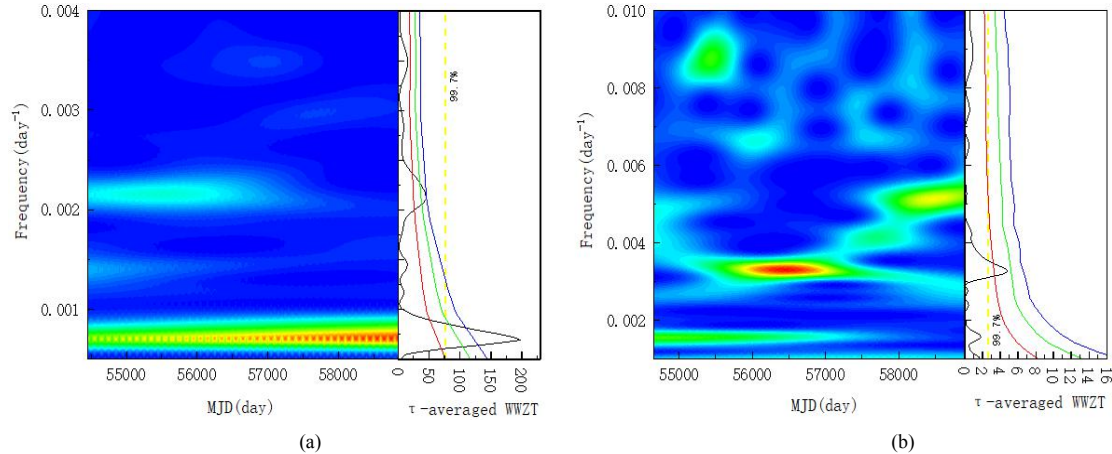 0.004
0.003
0.002
0.001
Frequency(day⁻¹)
55000 56000 57000 58000
MJD(day)
99.7%
0 50 100 150 200
τ-averaged WWZT
(a)
0.010
0.008
0.006
0.004
0.002
Frequency(day⁻¹)
55000 56000 57000 58000
MJD(day)
99.7%
0 2 4 6 8 10 12 14 16
τ-averaged WWZT
(b)